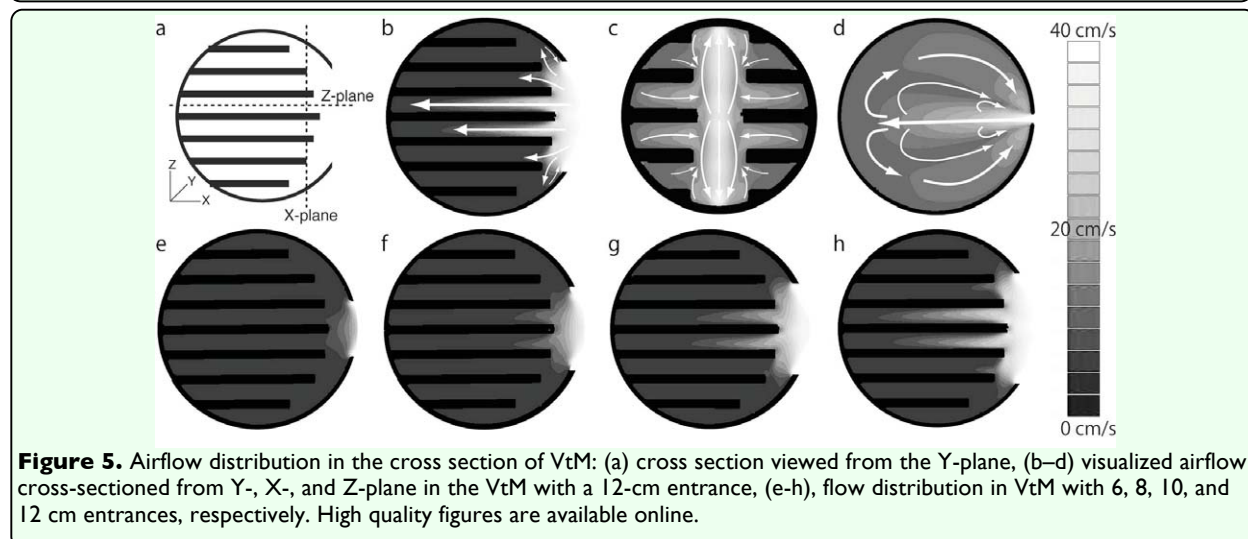 a
b
c
d
40 cm/s
Z-plane
Z
Y
X
X-plane
20 cm/s
e
f
g
h
0 cm/s
Figure 5. Airflow distribution in the cross section of VtM: (a) cross section viewed from the Y-plane, (b–d) visualized airflow
cross-sectioned from Y-, X-, and Z-plane in the VtM with a 12-cm entrance, (e-h), flow distribution in VtM with 6, 8, 10, and
12 cm entrances, respectively. High quality figures are available online.